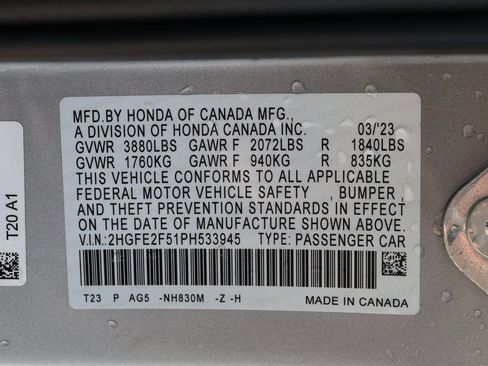 MFD.BY HONDA OF CANADA MFG.,
A DIVISION OF HONDA CANADA INC. 03/'23
GVWR 3880LBS GAWR F 2072LBS R 1840LBS
GVWR 1760KG GAWR F 940KG R 835KG
THIS VEHICLE CONFORMS TO ALL APPLICABLE
FEDERAL MOTOR VEHICLE SAFETY , BUMPER ,
AND THEFT PREVENTION STANDARDS IN EFFECT
ON THE DATE OF MANUFACTURE SHOWN ABOVE.
V.I.N:2HGFE2F51PH533945 TYPE: PASSENGER CAR
T23 P AG5 -NH830M -Z -H
MADE IN CANADA
T20 A1